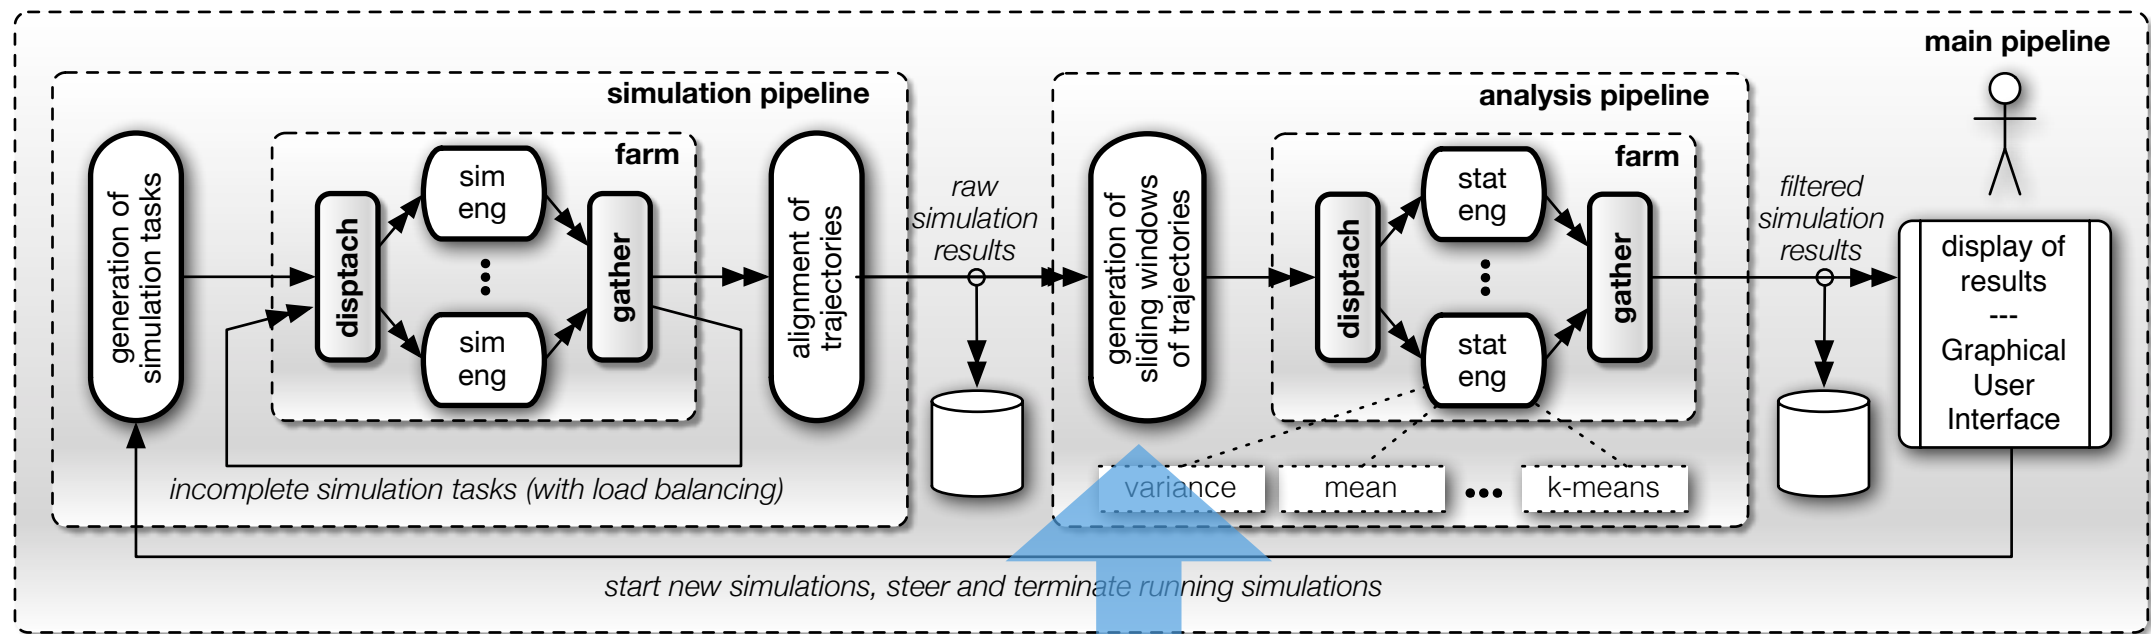 main pipeline
simulation pipeline
generation of
simulation tasks
farm
disptach
sim
eng
sim
eng
gather
alignment of
trajectories
incomplete simulation tasks (with load balancing)
raw
simulation
results
analysis pipeline
generation of
sliding windows
of trajectories
farm
disptach
stat
eng
stat
eng
gather
variance
mean
k-means
filtered
simulation
results
display of
results
---
Graphical
User
Interface
start new simulations, steer and terminate running simulations